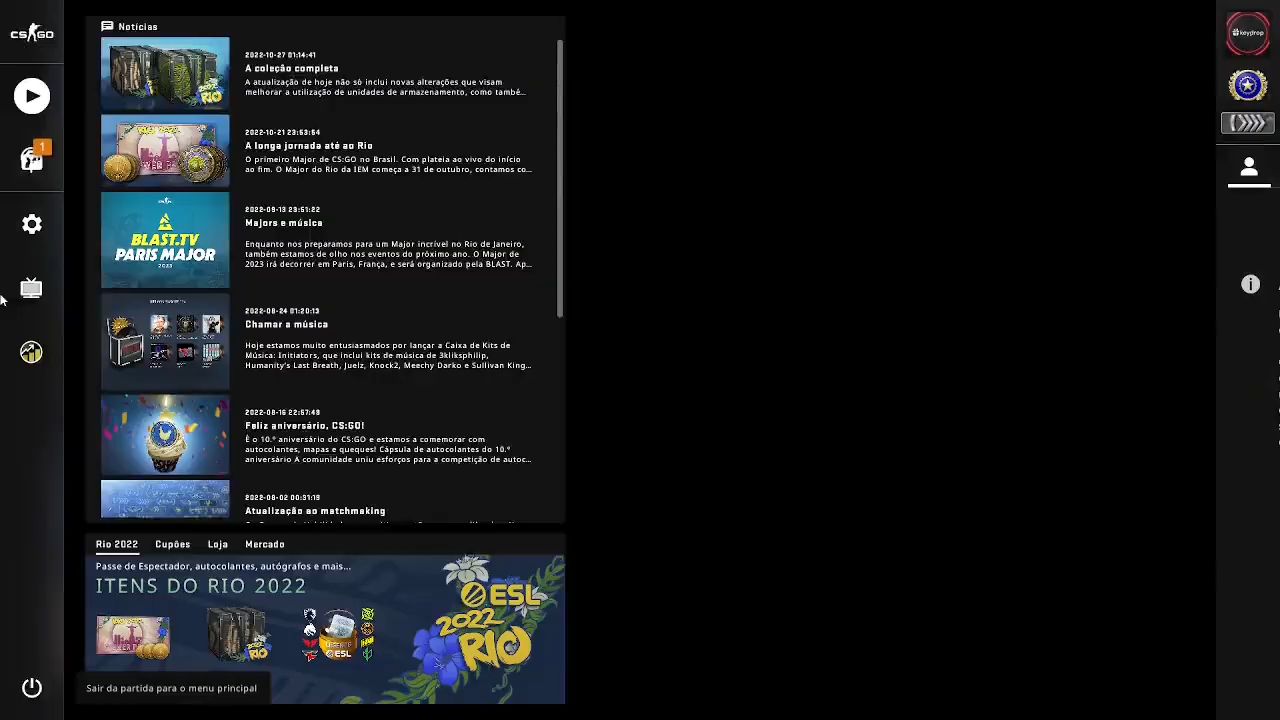 CS:GO
Notícias
2022-10-27 01:14:41
A coleção completa
A atualização de hoje não só inclui novas alterações que visam
melhorar a utilização de unidades de armazenamento, como també...
RIO
2022-10-21 23:53:54
A longa jornada até ao Rio
O primeiro Major de CS:GO no Brasil. Com plateia ao vivo do início
ao fim. O Major do Rio da IEM começa a 31 de outubro, contamos co...
2022-09-13 23:51:22
Majors e música
Enquanto nos preparamos para um Major incrível no Rio de Janeiro,
também estamos de olho nos eventos do próximo ano. O Major de
2023 irá decorrer em Paris, França, e será organizado pela BLAST. Ap...
BLAST.TV
PARIS MAJOR
2023
2022-08-24 01:20:13
Chamar a música
Hoje estamos muito entusiasmados por lançar a Caixa de Kits de
Música: Initiators, que inclui kits de música de 3kliksphilip,
Humanity's Last Breath, Juelz, Knock2, Meechy Darko e Sullivan King...
2022-08-16 22:57:49
Feliz aniversário, CS:GO!
É o 10.º aniversário do CS:GO e estamos a comemorar com
autocolantes, mapas e queques! Cápsula de autocolantes do 10.º
aniversário A comunidade uniu esforços para a competição de autoc...
2022-08-02 00:31:19
Atualização ao matchmaking
Rio 2022
Cupões
Loja
Mercado
Passe de Espectador, autocolantes, autógrafos e mais...
ITENS DO RIO 2022
ESL
2022
RIO
Sair da partida para o menu principal
1
keydrop